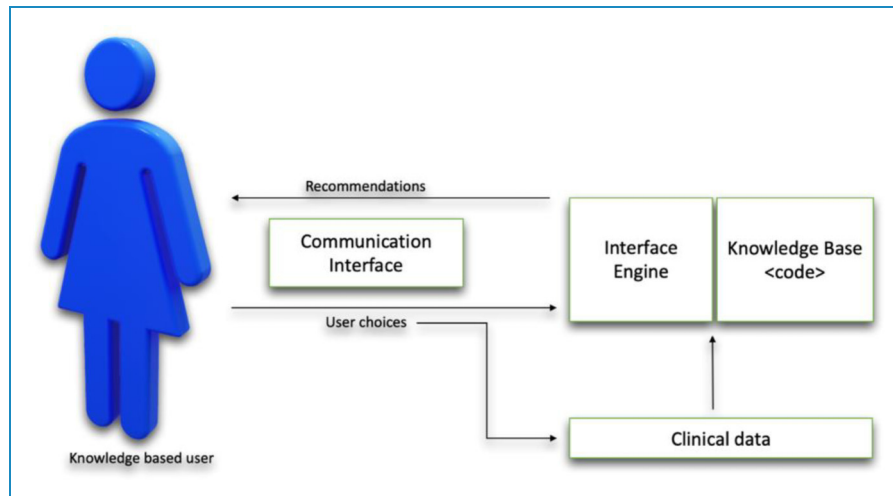 Recommendations
Communication
Interface
Interface
Engine
Knowledge Base
<code>
User choices
Clinical data
Knowledge based user